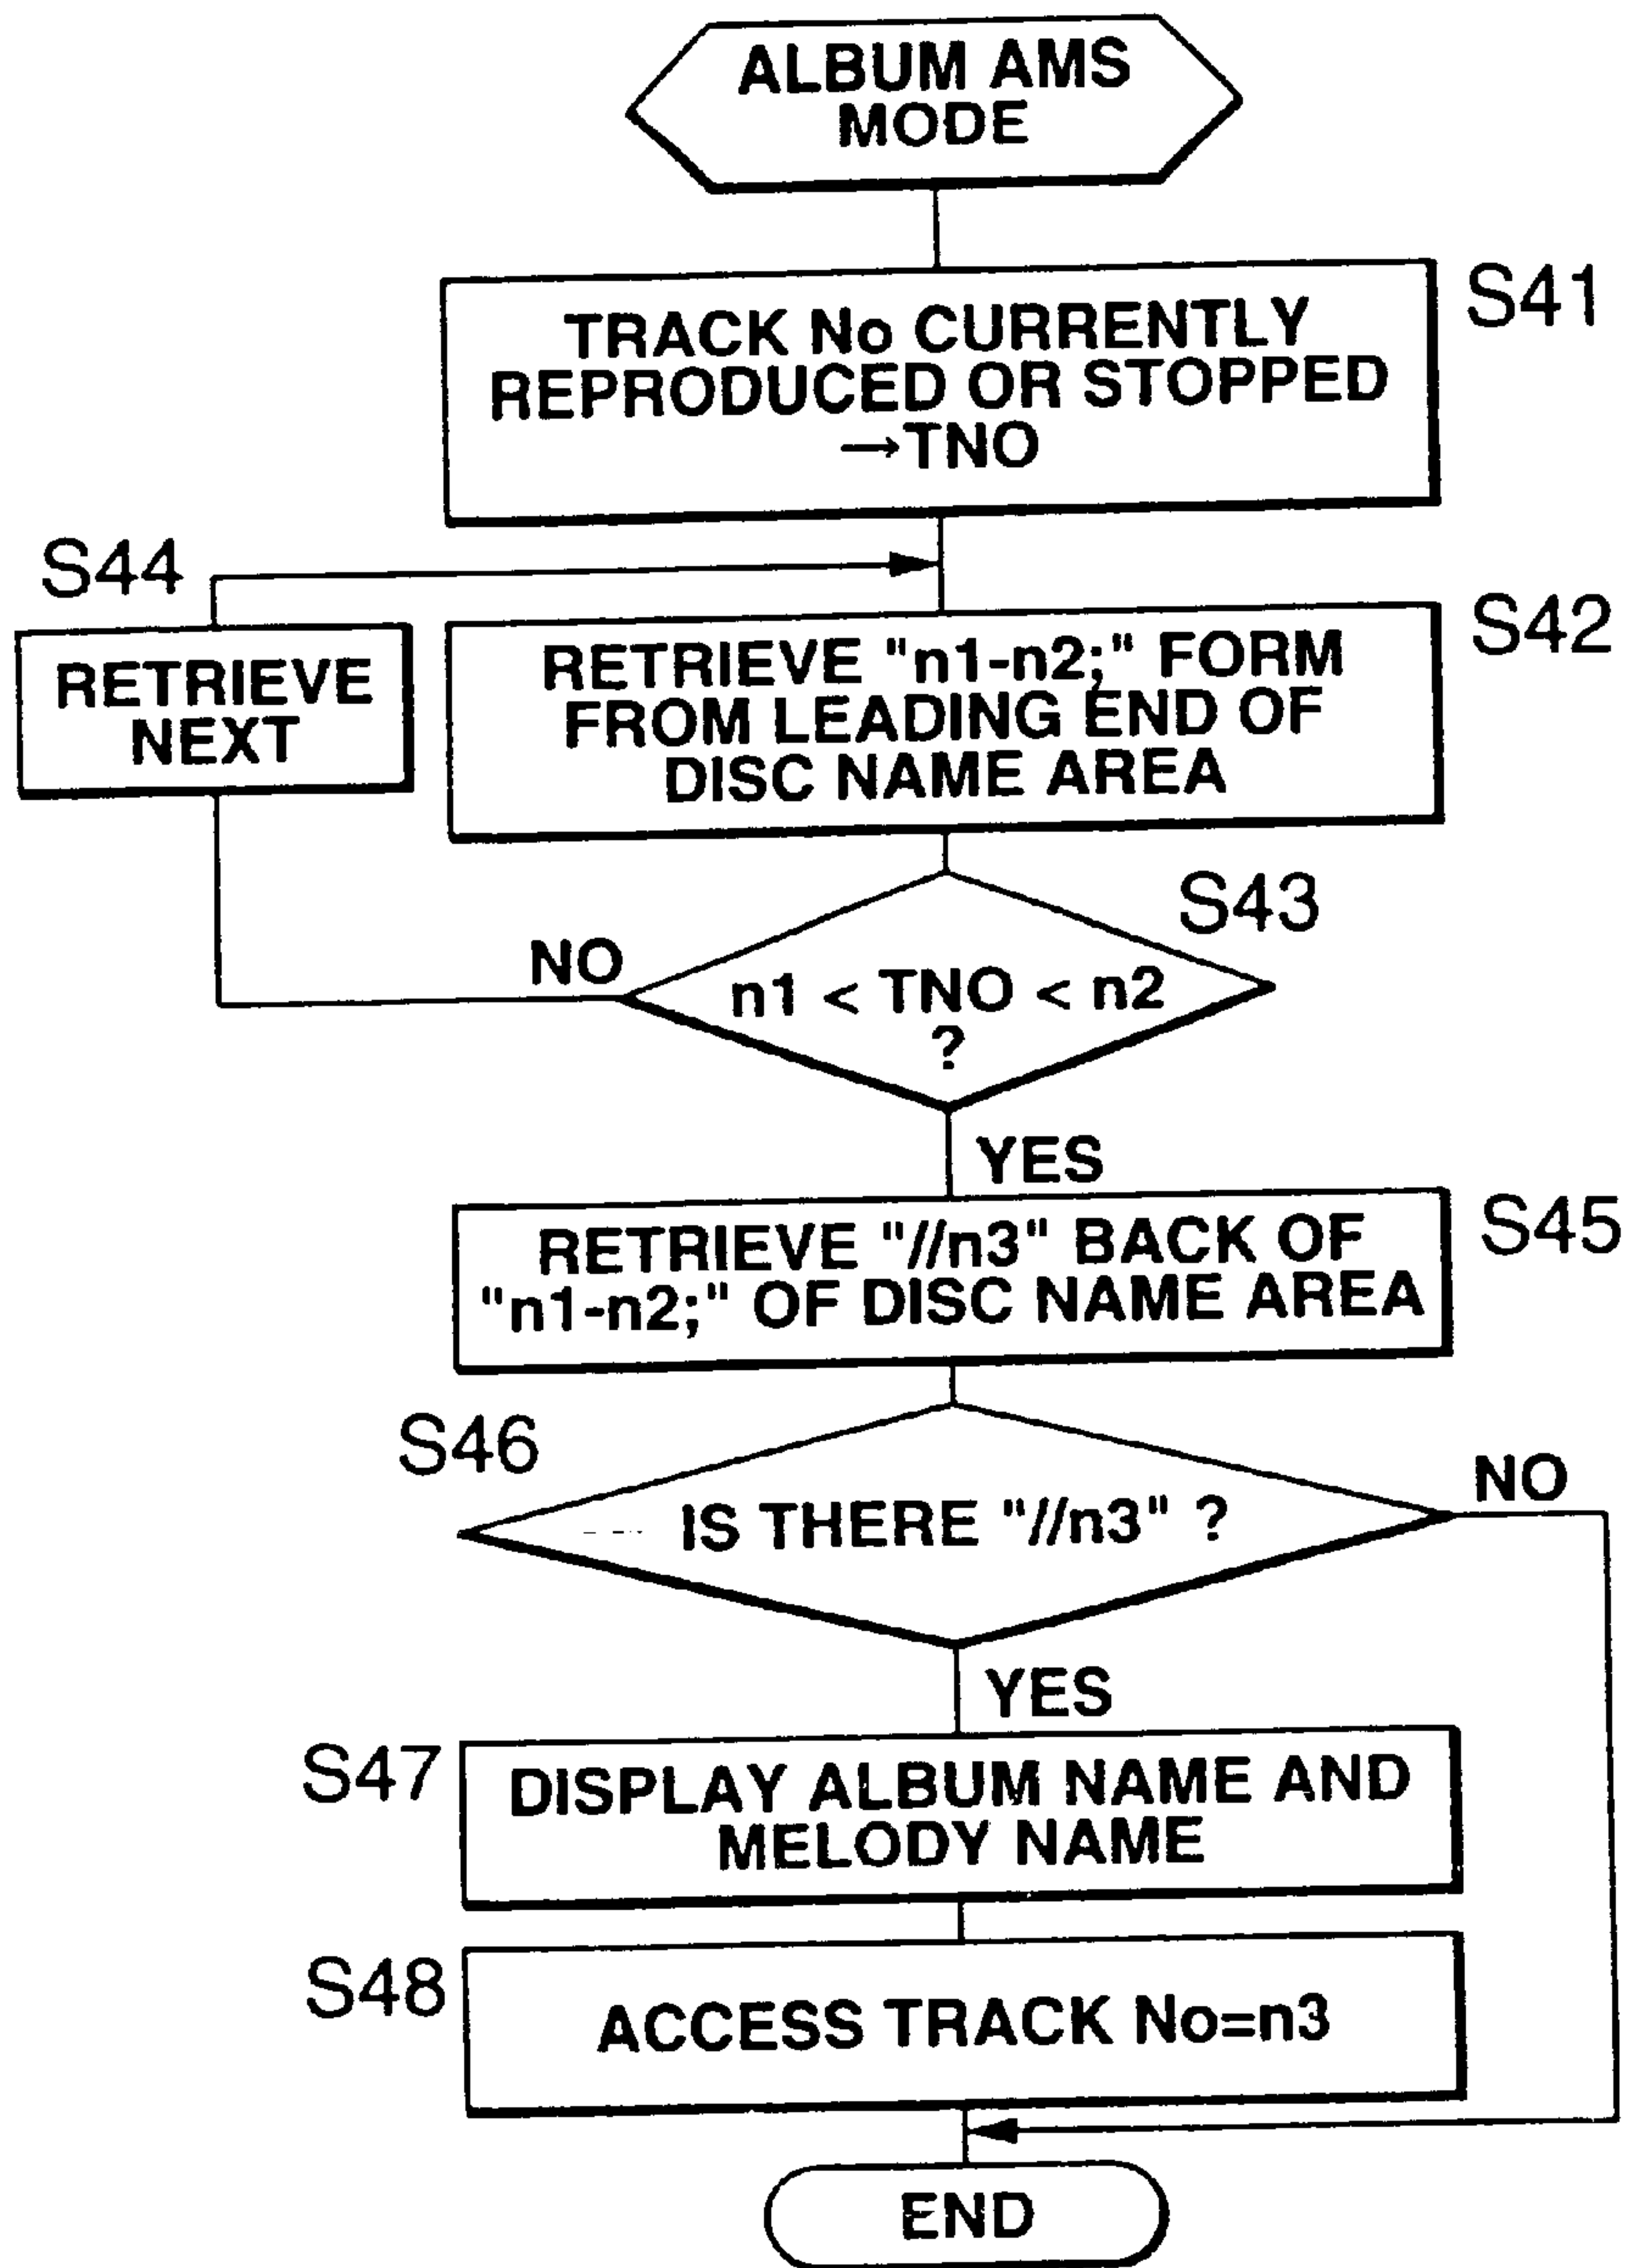 ALBUM AMS
MODE
S41
TRACK No CURRENTLY
REPRODUCED OR STOPPED
→TNO
S44
RETRIEVE
NEXT
S42
RETRIEVE "n1-n2;" FORM
FROM LEADING END OF
DISC NAME AREA
S43
NO
n1 < TNO < n2
?
YES
S45
RETRIEVE "//n3" BACK OF
"n1-n2;" OF DISC NAME AREA
S46
NO
IS THERE "//n3" ?
YES
S47
DISPLAY ALBUM NAME AND
MELODY NAME
S48
ACCESS TRACK No=n3
END